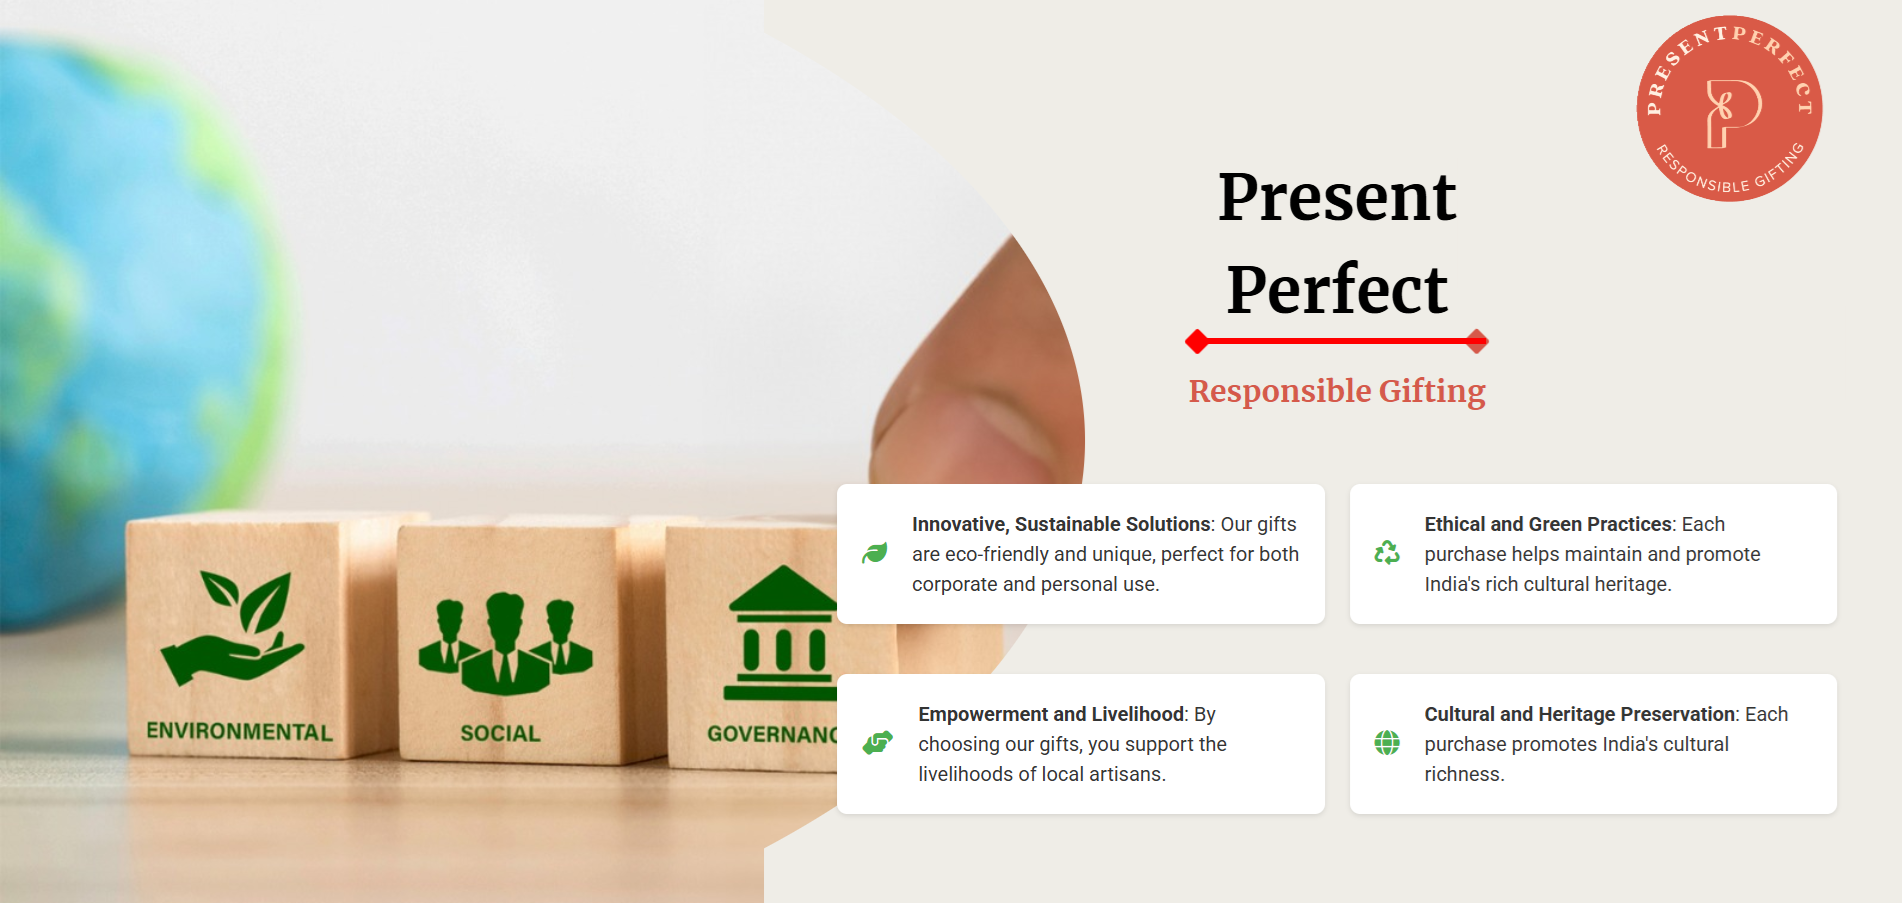 PRESENTPERFECT
RESPONSIBLE GIFTING
Present
Perfect
Responsible Gifting
Innovative, Sustainable Solutions: Our gifts
are eco-friendly and unique, perfect for both
corporate and personal use.
Ethical and Green Practices: Each
purchase helps maintain and promote
India's rich cultural heritage.
Empowerment and Livelihood: By
choosing our gifts, you support the
livelihoods of local artisans.
Cultural and Heritage Preservation: Each
purchase promotes India's cultural
richness.
ENVIRONMENTAL
SOCIAL
GOVERNANC